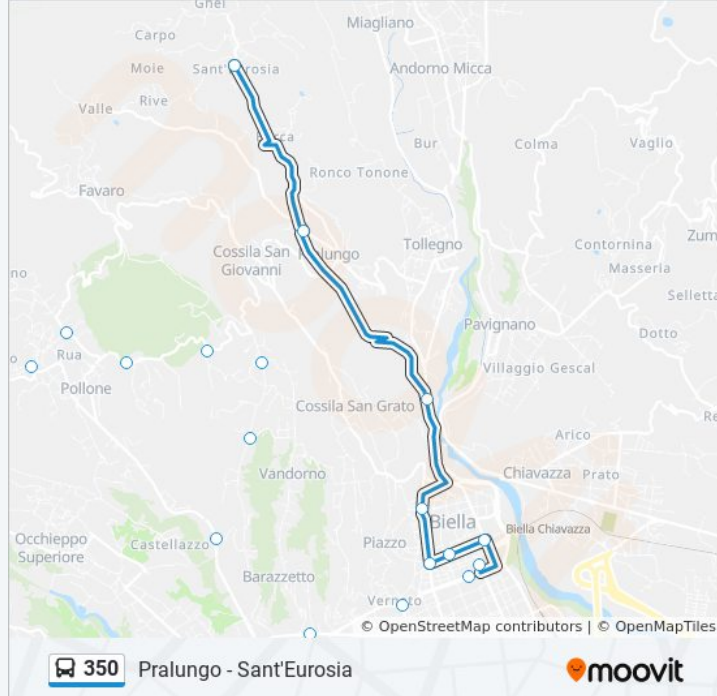 Ghei
Miagliano
Carpo
Moie
Sant'Eurosia
Andorno Micca
Valle
Rive
Bur
Colma
Vaglio
Ronco Tonone
Favaro
Contornina
Zum
Cossila San
Giovanni
Pralungo
Tollegno
Masseria
no
Selletta
Rua
Pavignano
Dotto
Pollone
Villaggio Gescal
Cossila San Grato
Re
Arico
Vandorno
Chiavazza
Prato
Biella
Biella Chiavazza
Occhieppo
Superiore
Castellazzo
Piazzo
Barazzetto
© OpenStreetMap contributors | © OpenMapTiles
350 Pralungo - Sant'Eurosia
moovit